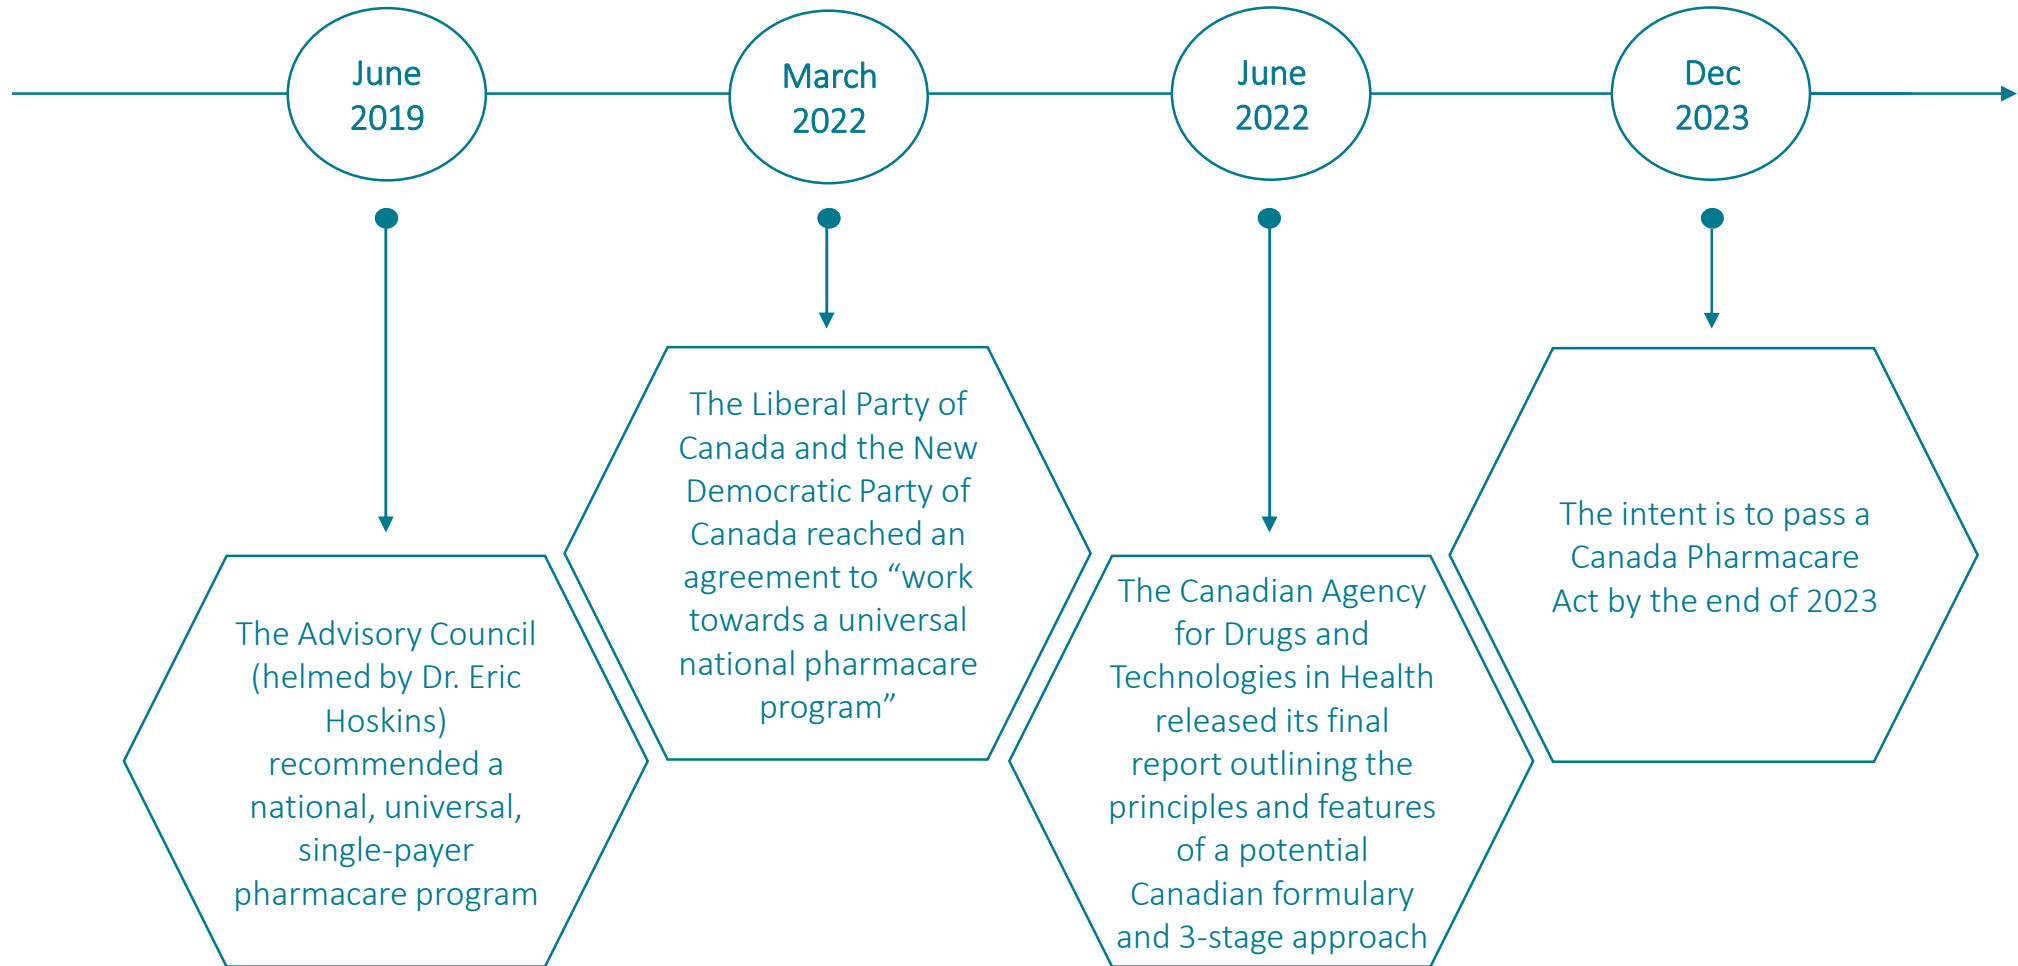 June
2019
March
2022
June
2022
Dec
2023
The Advisory Council
(helmed by Dr. Eric
Hoskins)
recommended a
national, universal,
single-payer
pharmacare program
The Liberal Party of
Canada and the New
Democratic Party of
Canada reached an
agreement to “work
towards a universal
national pharmacare
program”
The Canadian Agency
for Drugs and
Technologies in Health
released its final
report outlining the
principles and features
of a potential
Canadian formulary
and 3-stage approach
The intent is to pass a
Canada Pharmacare
Act by the end of 2023